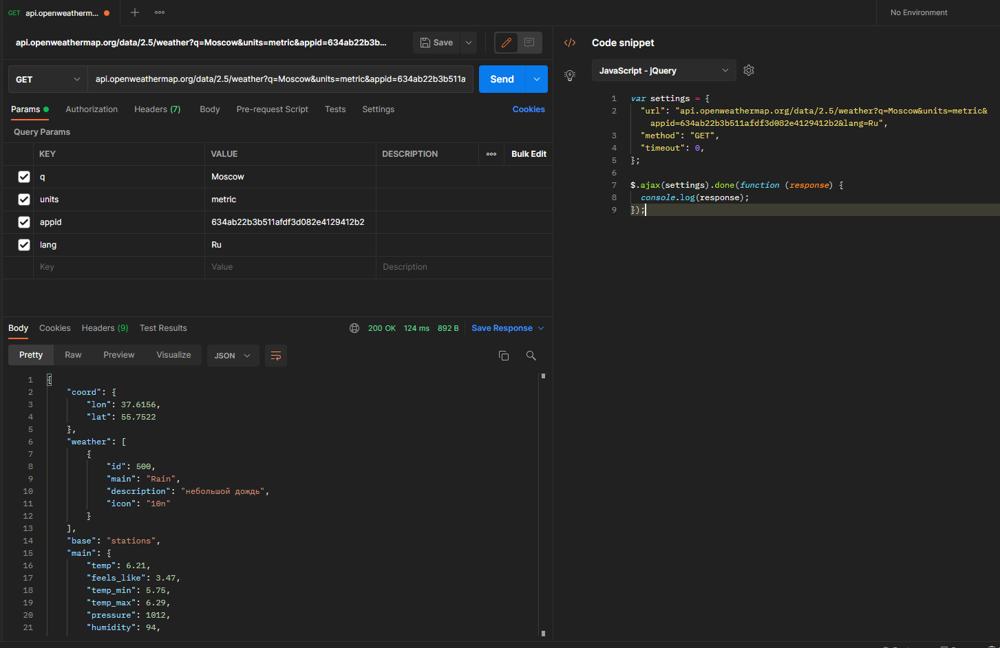 GET api.openweatherm...
No Environment
api.openweathermap.org/data/2.5/weather?q=Moscow&units=metric&appid=634ab22b3b...
Save
GET
api.openweathermap.org/data/2.5/weather?q=Moscow&units=metric&appid=634ab22b3b511a
Send
Params Authorization Headers (7) Body Pre-request Script Tests Settings Cookies
Query Params
KEY VALUE DESCRIPTION Bulk Edit
q Moscow
units metric
appid 634ab22b3b511afdf3d082e4129412b2
lang Ru
Key Value Description
Body Cookies Headers (9) Test Results 200 OK 124 ms 892 B Save Response
Pretty Raw Preview Visualize JSON
1 {
2 "coord": {
3 "lon": 37.6156,
4 "lat": 55.7522
5 },
6 "weather": [
7 {
8 "id": 500,
9 "main": "Rain",
10 "description": "небольшой дождь",
11 "icon": "10n"
12 }
13 ],
14 "base": "stations",
15 "main": {
16 "temp": 6.21,
17 "feels_like": 3.47,
18 "temp_min": 5.75,
19 "temp_max": 6.29,
20 "pressure": 1012,
21 "humidity": 94,
Code snippet
JavaScript - jQuery
1 var settings = {
2 "url": "api.openweathermap.org/data/2.5/weather?q=Moscow&units=metric&
appid=634ab22b3b511afdf3d082e4129412b2&lang=Ru",
3 "method": "GET",
4 "timeout": 0,
5 };
6
7 $.ajax(settings).done(function (response) {
8 console.log(response);
9 });